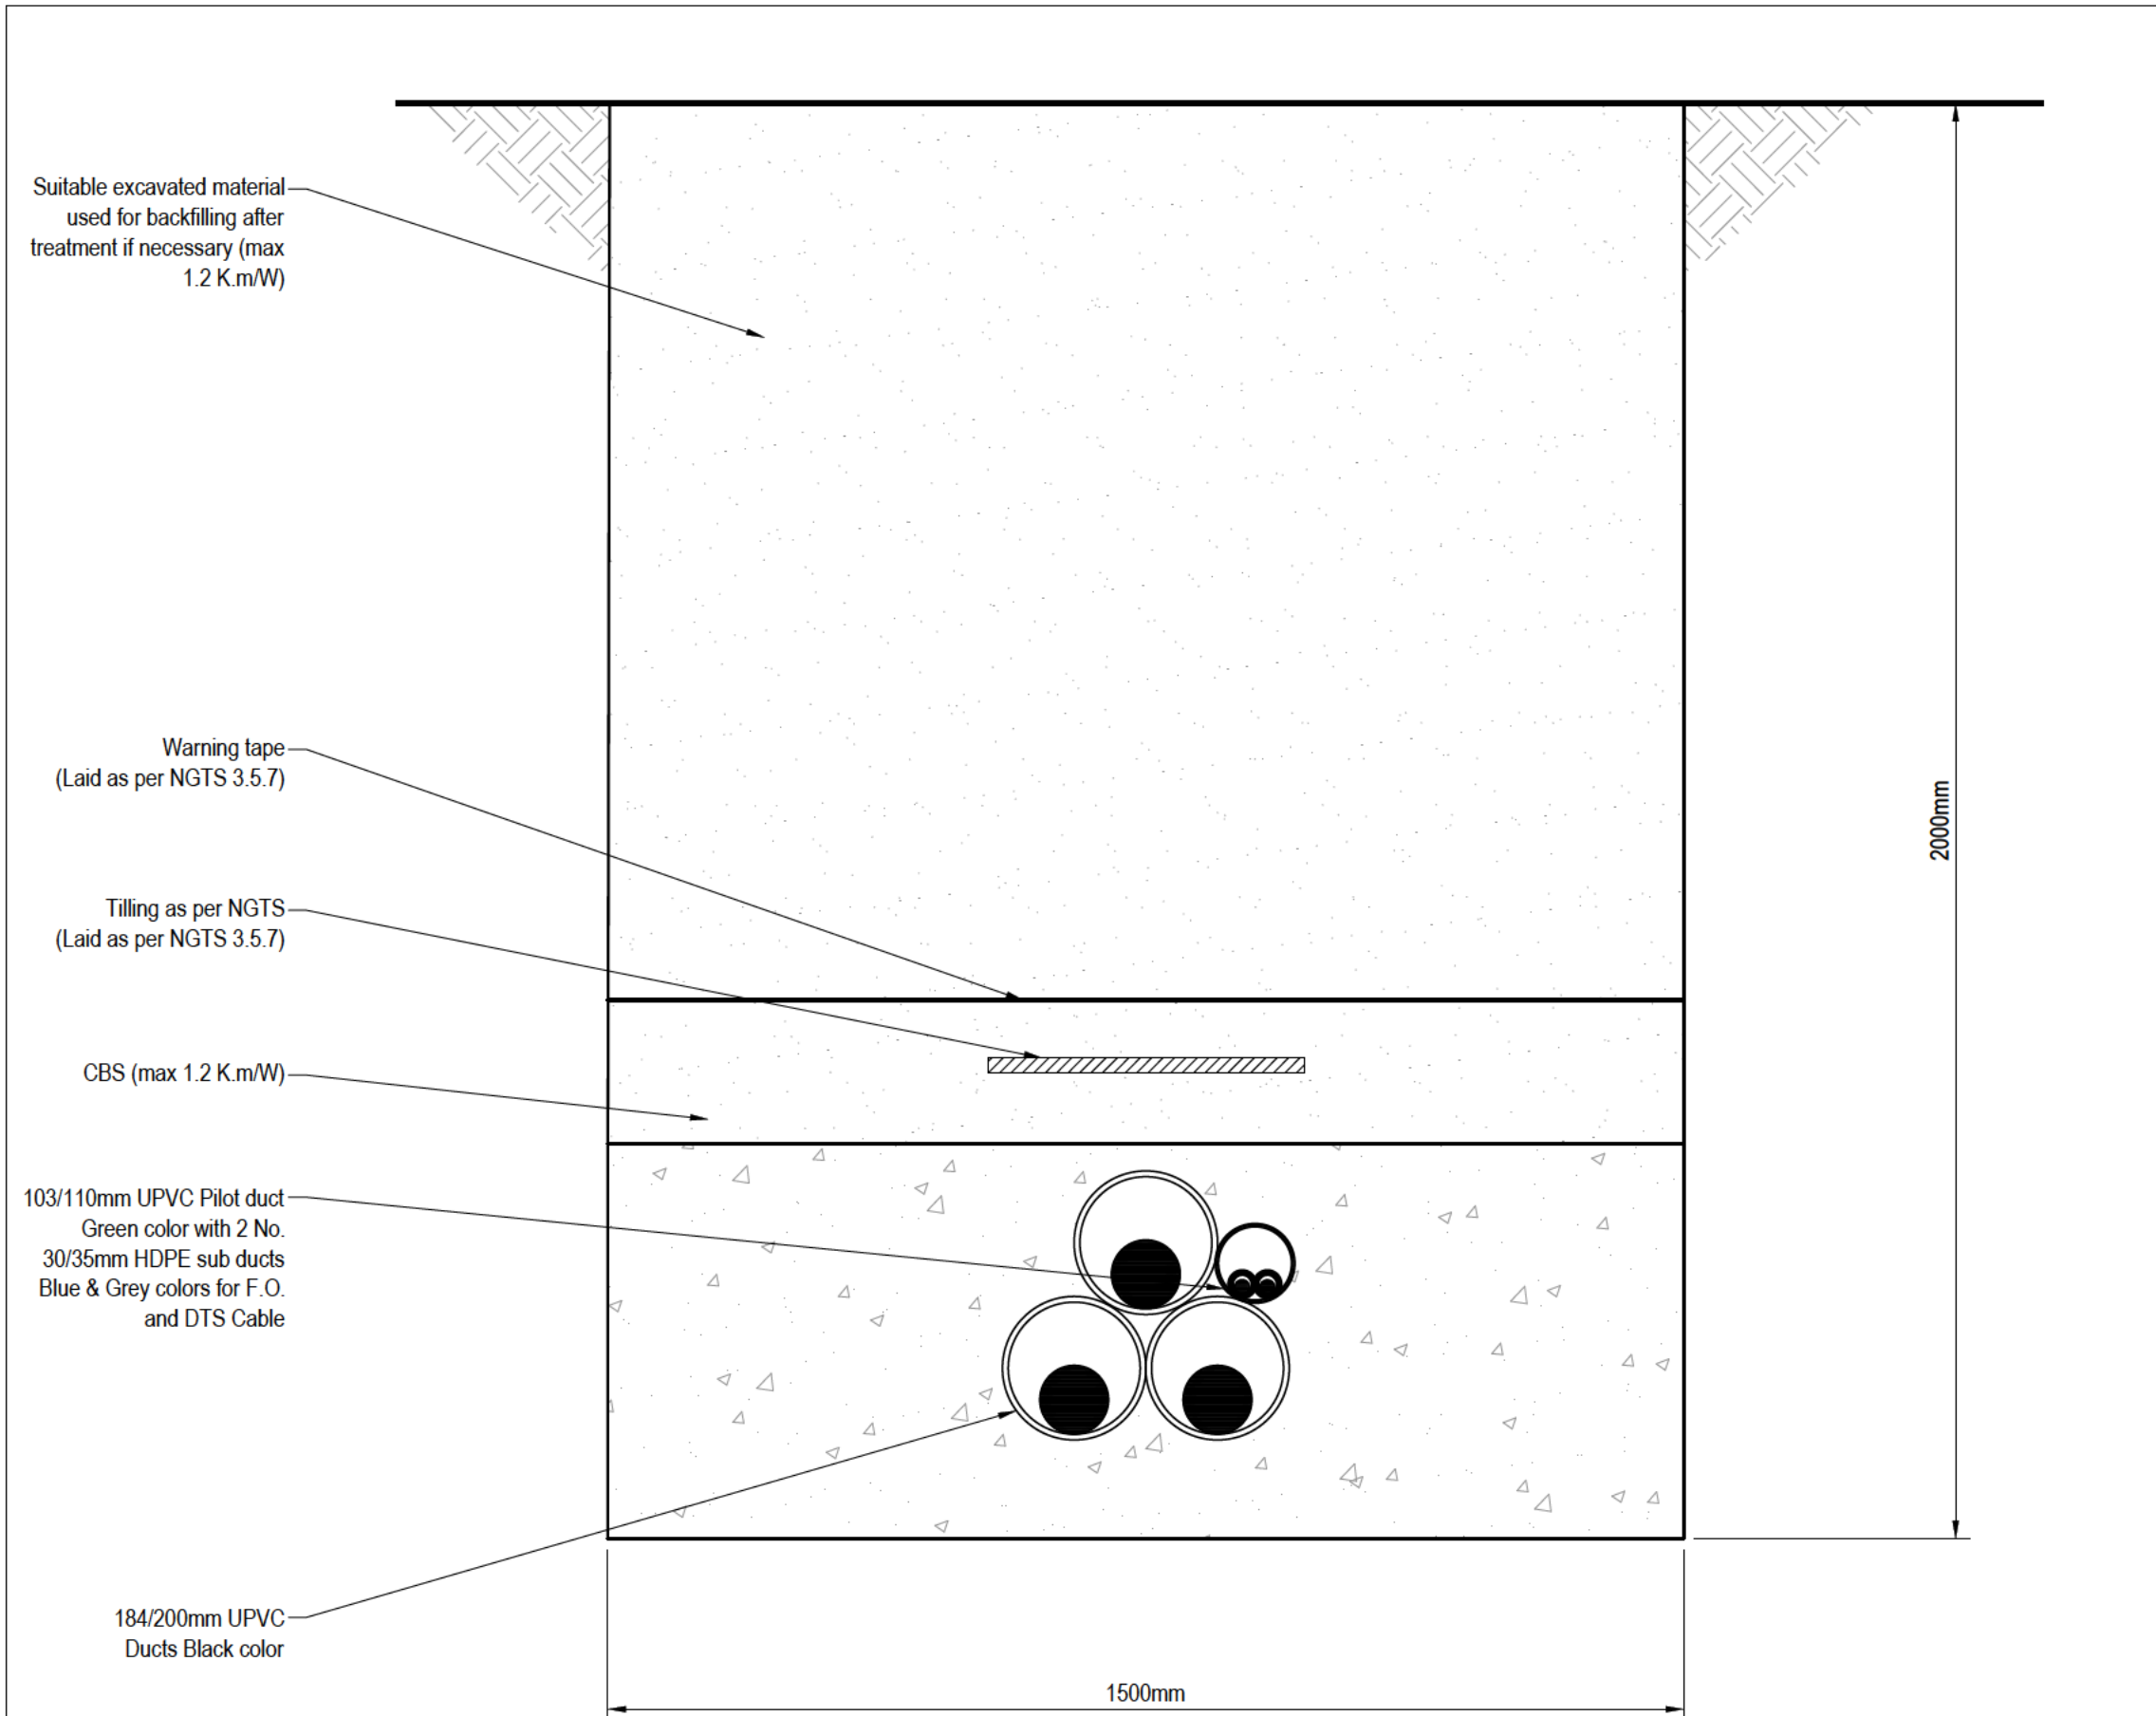 Suitable excavated material
used for backfilling after
treatment if necessary (max
1.2 K.m/W)
Warning tape
(Laid as per NGTS 3.5.7)
2000mm
Tilling as per NGTS
(Laid as per NGTS 3.5.7)
CBS (max 1.2 K.m/W)
103/110mm UPVC Pilot duct
Green color with 2 No.
30/35mm HDPE sub ducts
Blue & Grey colors for F.O.
and DTS Cable
184/200mm UPVC
Ducts Black color
1500mm